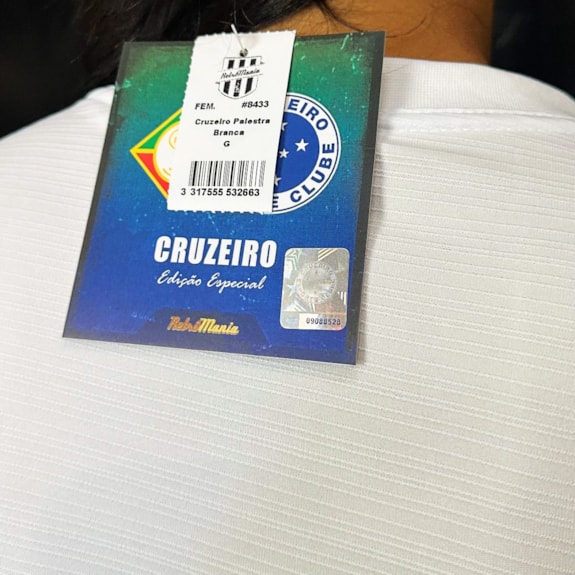 RetrôMania
FEM. #8433
Cruzeiro Palestra
Branca
G
3 317555 532663
EIRO
E CLUBE
CRUZEIRO
Edição Especial
RetrôMania
09088520